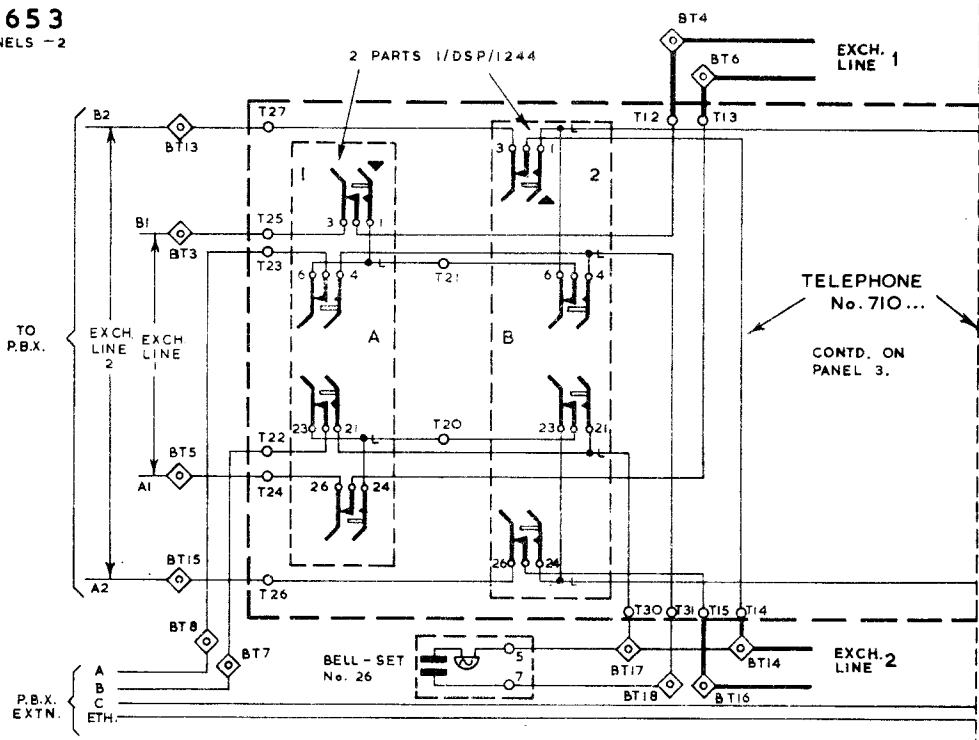 653
NELS -2
BT4
BT6
EXCH.
LINE 1
2 PARTS 1/DSP/1244
B2
BT13
T27
T12
T13
3
1
L
2
1
B1
BT3
T25
T23
3
1
L
T21
L
6
4
6
4
TELEPHONE
No. 710...
TO
P.B.X.
EXCH.
LINE
2
EXCH.
LINE
A
B
CONTD. ON
PANEL 3.
23
21
T20
23
21
T22
L
L
BT5
A1
T24
26
24
BT15
A2
T26
26
24
L
T30
T31
T15
T14
BT8
BT7
BELL-SET
No. 26
5
7
BT17
BT18
BT14
BT16
EXCH.
LINE 2
P.B.X.
EXTN.
A
B
C
ETH.